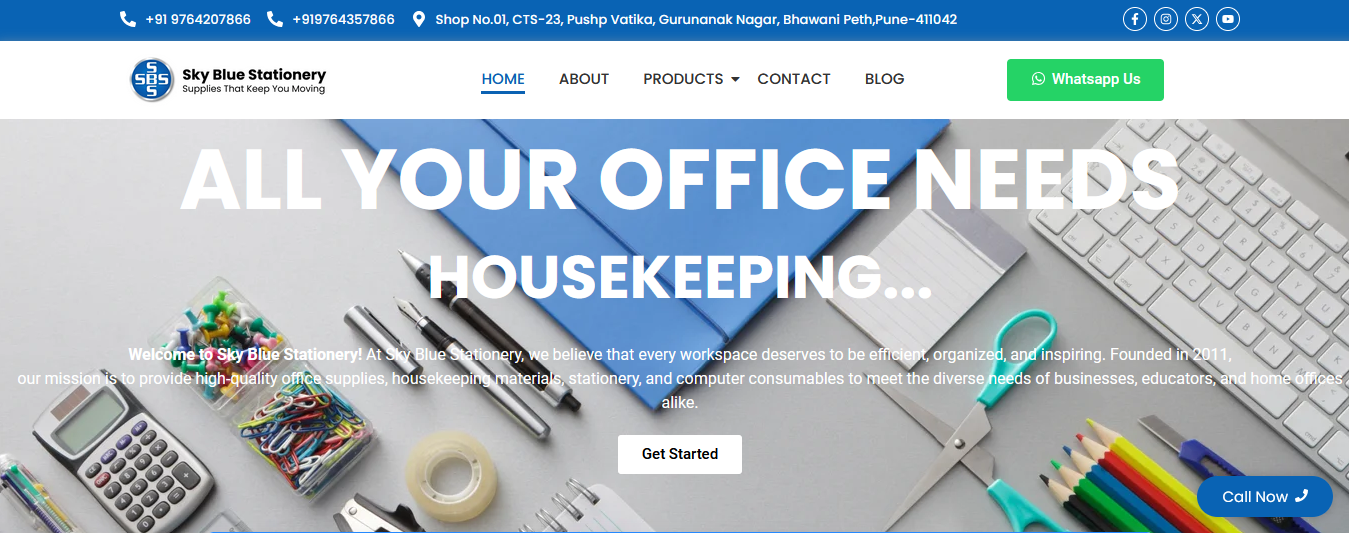 +91 9764207866 +919764357866 Shop No.01, CTS-23, Pushp Vatika, Gurunanak Nagar, Bhawani Peth,Pune-411042
SBS
S
S
Sky Blue Stationery
Supplies That Keep You Moving
HOME ABOUT PRODUCTS CONTACT BLOG
Whatsapp Us
ALL YOUR OFFICE NEEDS
HOUSEKEEPING...
Welcome to Sky Blue Stationery! At Sky Blue Stationery, we believe that every workspace deserves to be efficient, organized, and inspiring. Founded in 2011,
our mission is to provide high-quality office supplies, housekeeping materials, stationery, and computer consumables to meet the diverse needs of businesses, educators, and home offices
alike.
Get Started
Call Now